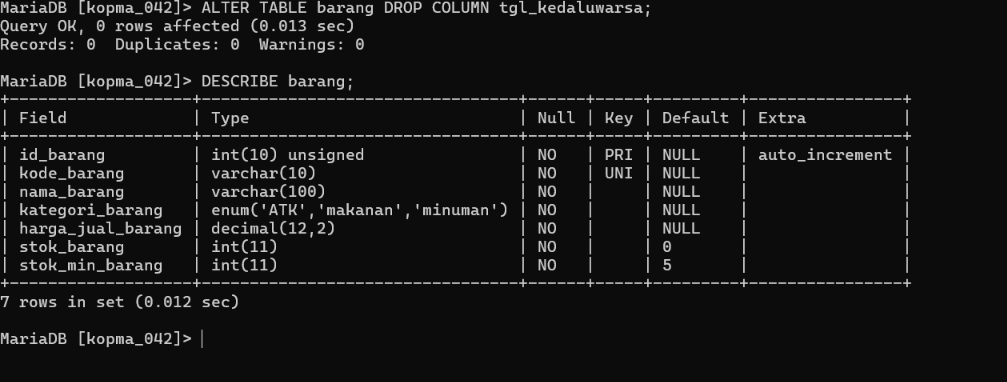 MariaDB [kopma_042]> ALTER TABLE barang DROP COLUMN tgl_kedaluwarsa;
Query OK, 0 rows affected (0.013 sec)
Records: 0  Duplicates: 0  Warnings: 0

MariaDB [kopma_042]> DESCRIBE barang;
+--------------------+----------------------------------+------+-----+---------+----------------+
| Field              | Type                             | Null | Key | Default | Extra          |
+--------------------+----------------------------------+------+-----+---------+----------------+
| id_barang          | int(10) unsigned                 | NO   | PRI | NULL    | auto_increment |
| kode_barang        | varchar(10)                      | NO   | UNI | NULL    |                |
| nama_barang        | varchar(100)                     | NO   |     | NULL    |                |
| kategori_barang    | enum('ATK','makanan','minuman') | NO   |     | NULL    |                |
| harga_jual_barang | decimal(12,2)                    | NO   |     | NULL    |                |
| stok_barang        | int(11)                          | NO   |     | 0       |                |
| stok_min_barang    | int(11)                          | NO   |     | 5       |                |
+--------------------+----------------------------------+------+-----+---------+----------------+
7 rows in set (0.012 sec)

MariaDB [kopma_042]>